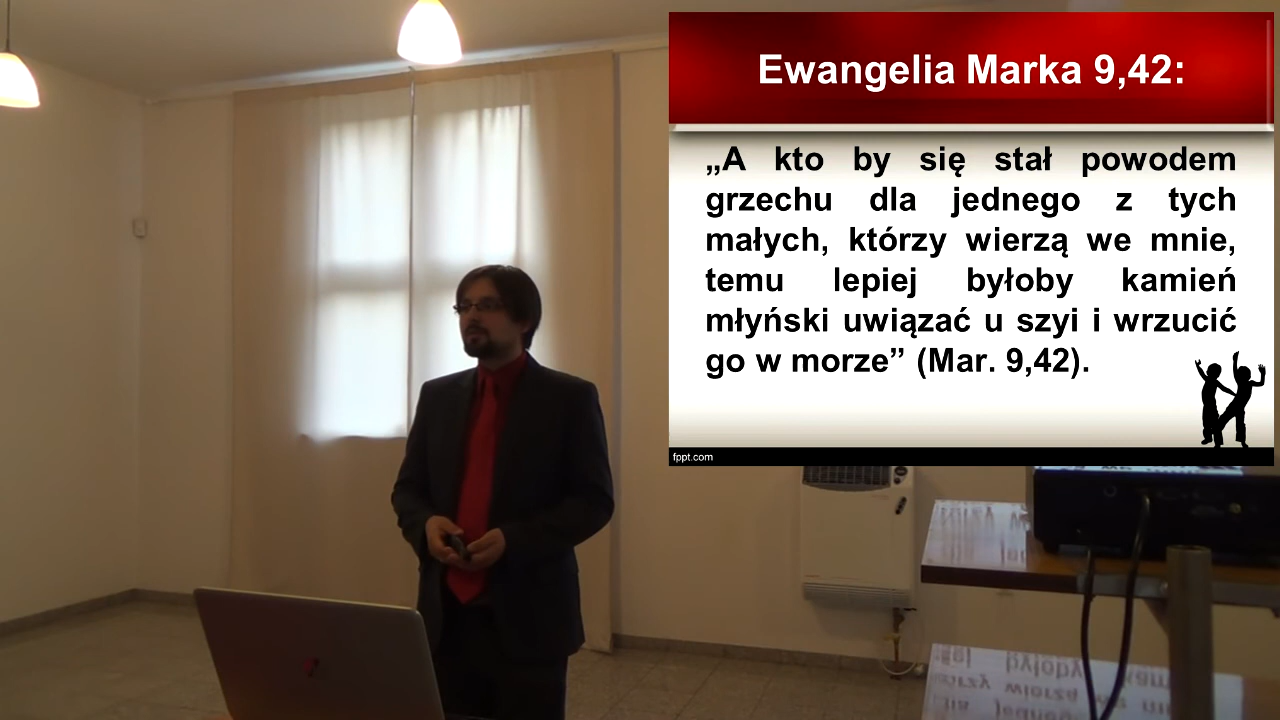 Ewangelia Marka 9,42:
„A kto by się stał powodem
grzechu dla jednego z tych
małych, którzy wierzą we mnie,
temu lepiej byłoby kamień
młyński uwiązać u szyi i wrzucić
go w morze” (Mar. 9,42).
fppt.com